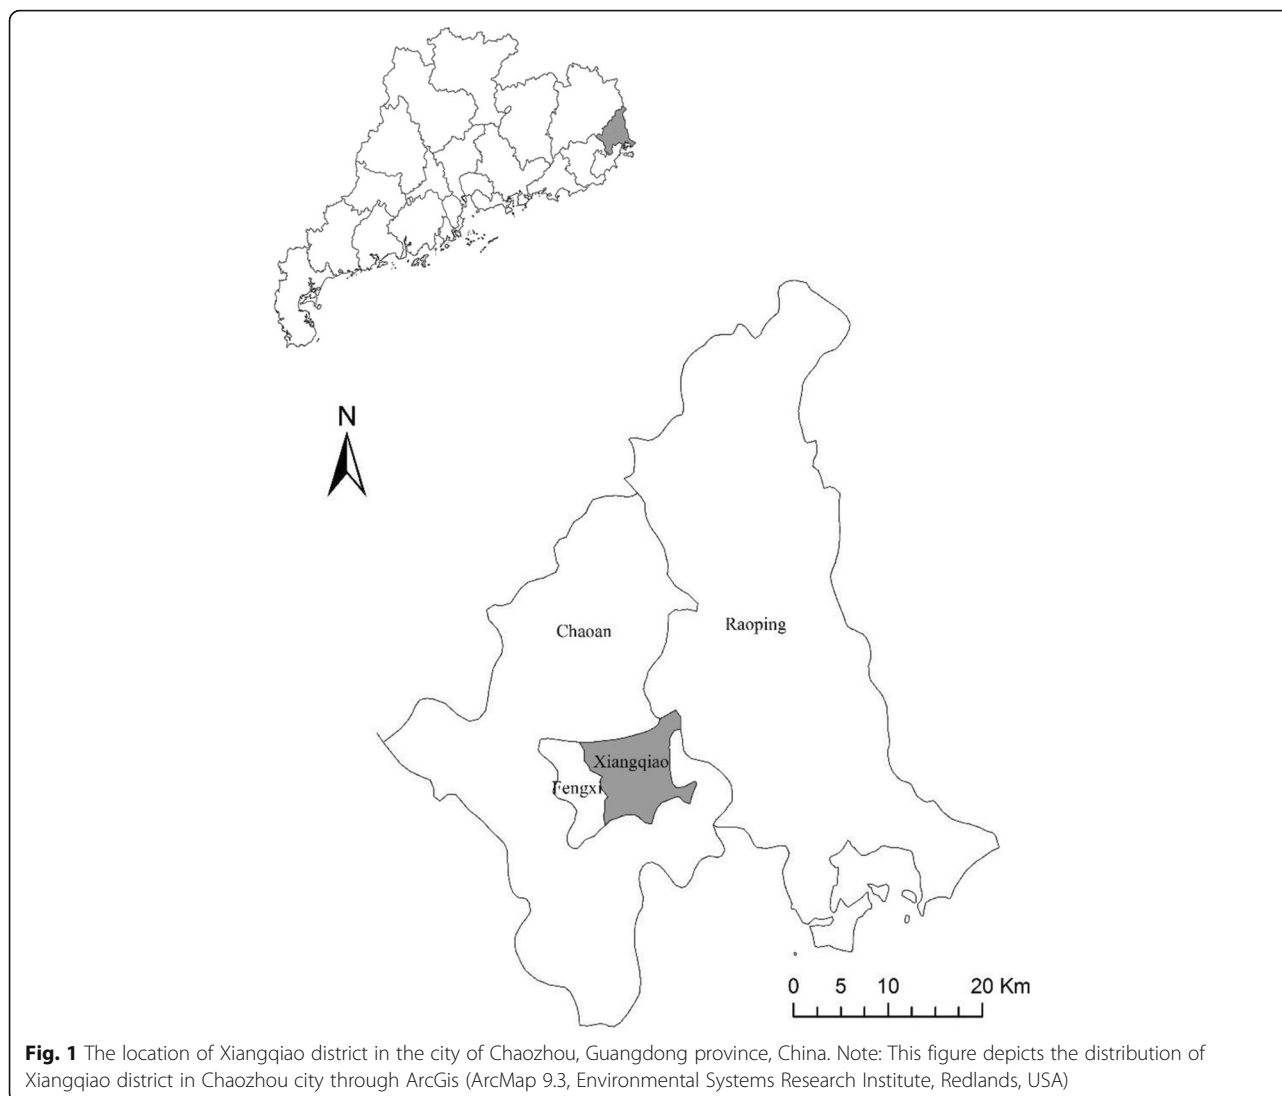 N
Chaoan
Raoping
Xiangqiao
Fengxi
0 5 10 20 Km
Fig. 1 The location of Xiangqiao district in the city of Chaozhou, Guangdong province, China. Note: This figure depicts the distribution of
Xiangqiao district in Chaozhou city through ArcGis (ArcMap 9.3, Environmental Systems Research Institute, Redlands, USA)